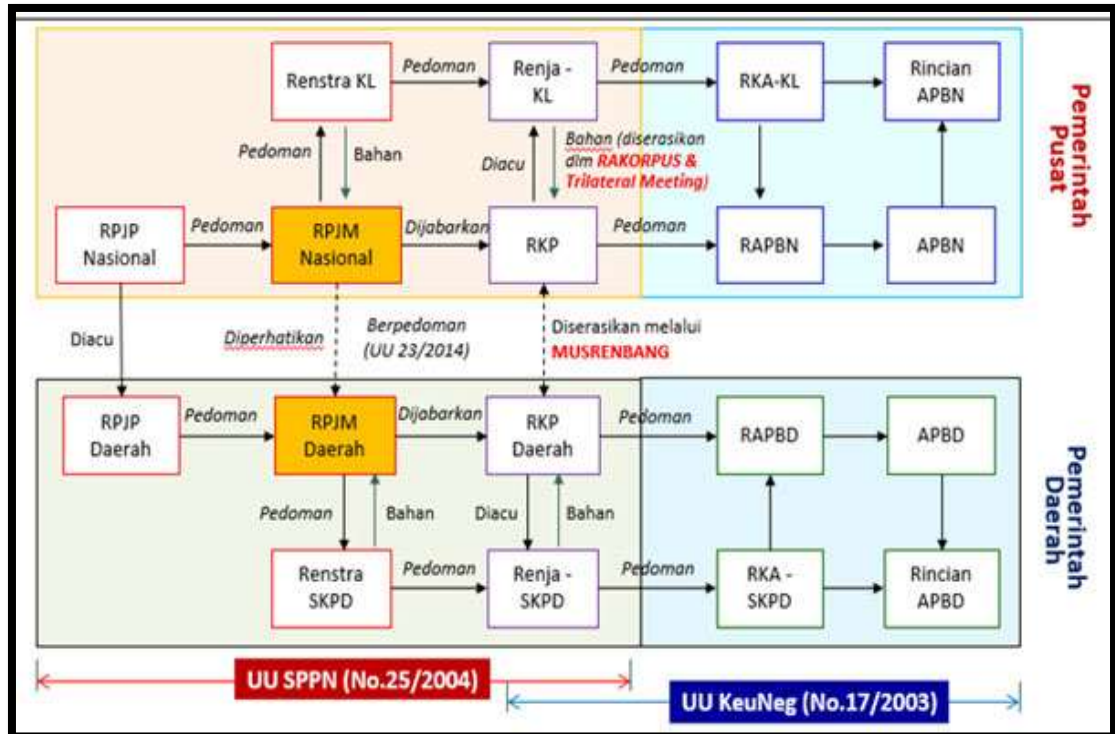 Renstra KL
Pedoman
Renja -
KL
Pedoman
RKA-KL
Rincian
APBN
Pedoman
Bahan
Diacu
Bahan (diserasikan
dlm RAKORPUS &
Trilateral Meeting)
RPJP
Nasional
Pedoman
RPJM
Nasional
Dijabarkan
RKP
Pedoman
RAPBN
APBN
Pemerintah
Pusat
Diacu
Diperhatikan
Berpedoman
(UU 23/2014)
Diserasikan melalui
MUSRENBANG
RPJP
Daerah
Pedoman
RPJM
Daerah
Dijabarkan
RKP
Daerah
Pedoman
RAPBD
APBD
Pedoman
Bahan
Diacu
Bahan
Renstra
SKPD
Pedoman
Renja -
SKPD
Pedoman
RKA -
SKPD
Rincian
APBD
Pemerintah
Daerah
UU SPPN (No.25/2004)
UU KeuNeg (No.17/2003)